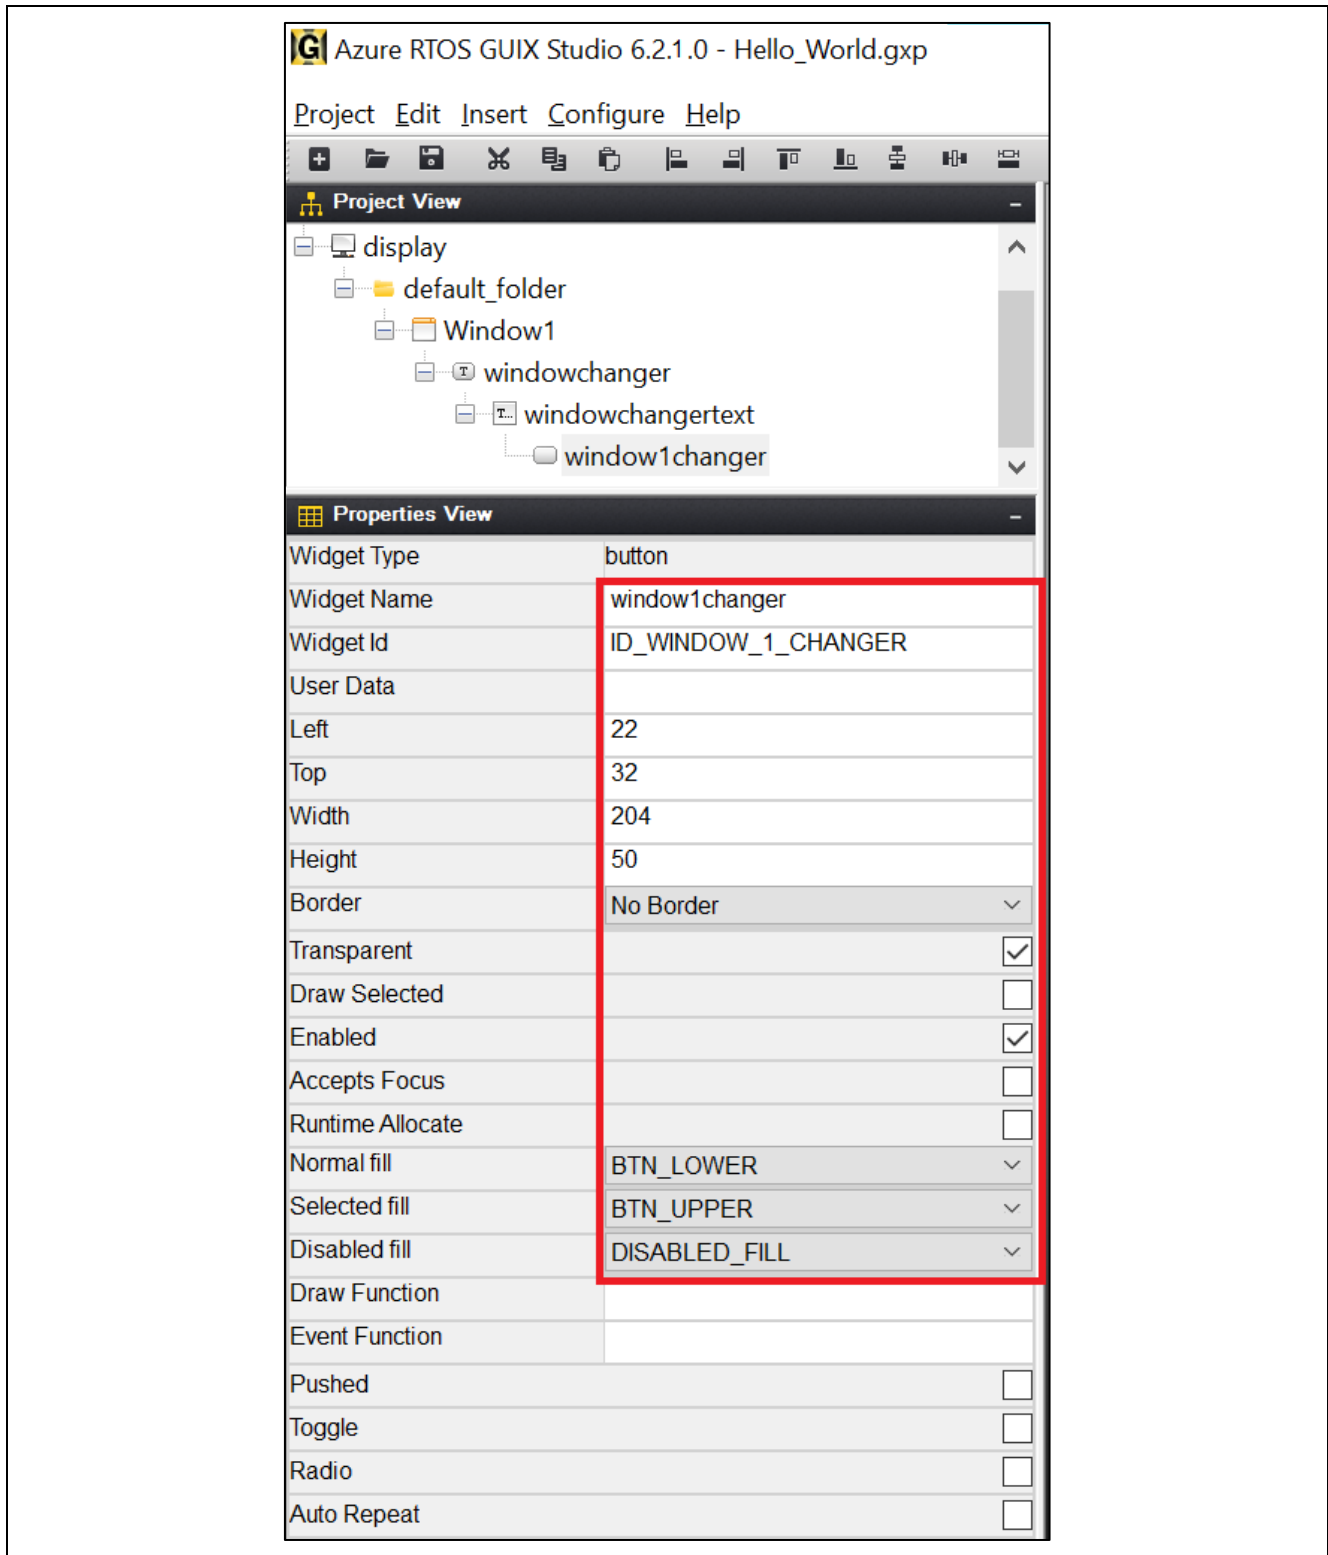 Azure RTOS GUIX Studio 6.2.1.0 - Hello_World.gxp
Project Edit Insert Configure Help
Project View
display
default_folder
Window1
windowchanger
windowchangertext
window1changer
Properties View
Widget Type button
Widget Name window1changer
Widget Id ID_WINDOW_1_CHANGER
User Data
Left 22
Top 32
Width 204
Height 50
Border No Border
Transparent
Draw Selected
Enabled
Accepts Focus
Runtime Allocate
Normal fill BTN_LOWER
Selected fill BTN_UPPER
Disabled fill DISABLED_FILL
Draw Function
Event Function
Pushed
Toggle
Radio
Auto Repeat